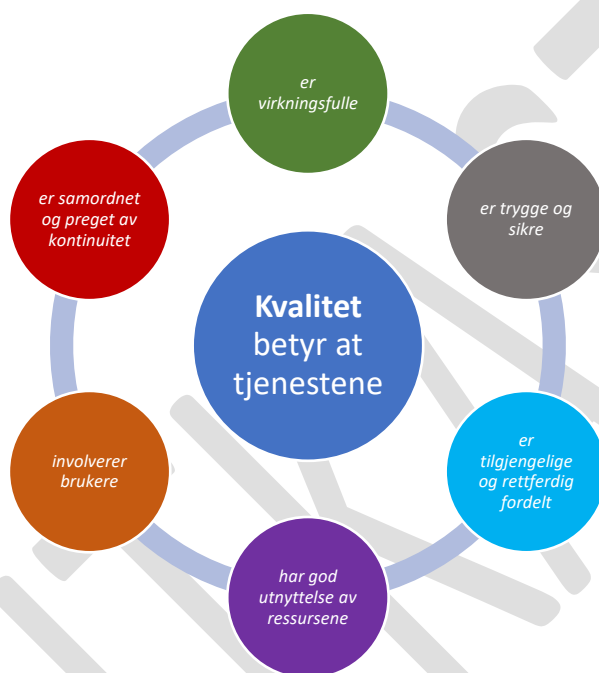 er
virkningsfulle
er trygge og
sikre
er
tilgjengelige
og rettferdig
fordelt
har god
utnyttelse av
ressursene
involverer
brukere
er samordnet
og preget av
kontinuitet
Kvalitet
betyr at
tjenestene